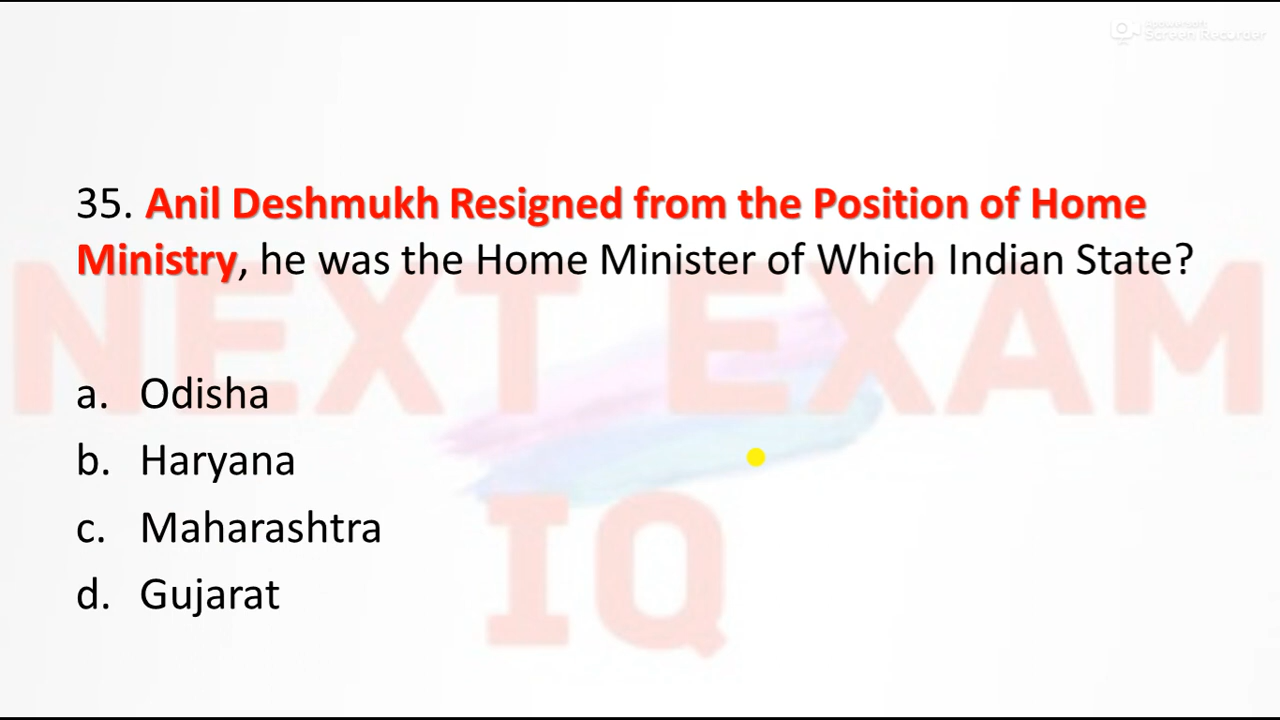 Apowersoft
Screen Recorder
35. Anil Deshmukh Resigned from the Position of Home
Ministry, he was the Home Minister of Which Indian State?
NEXT EXAM
a. Odisha
b. Haryana
IQ
c. Maharashtra
d. Gujarat